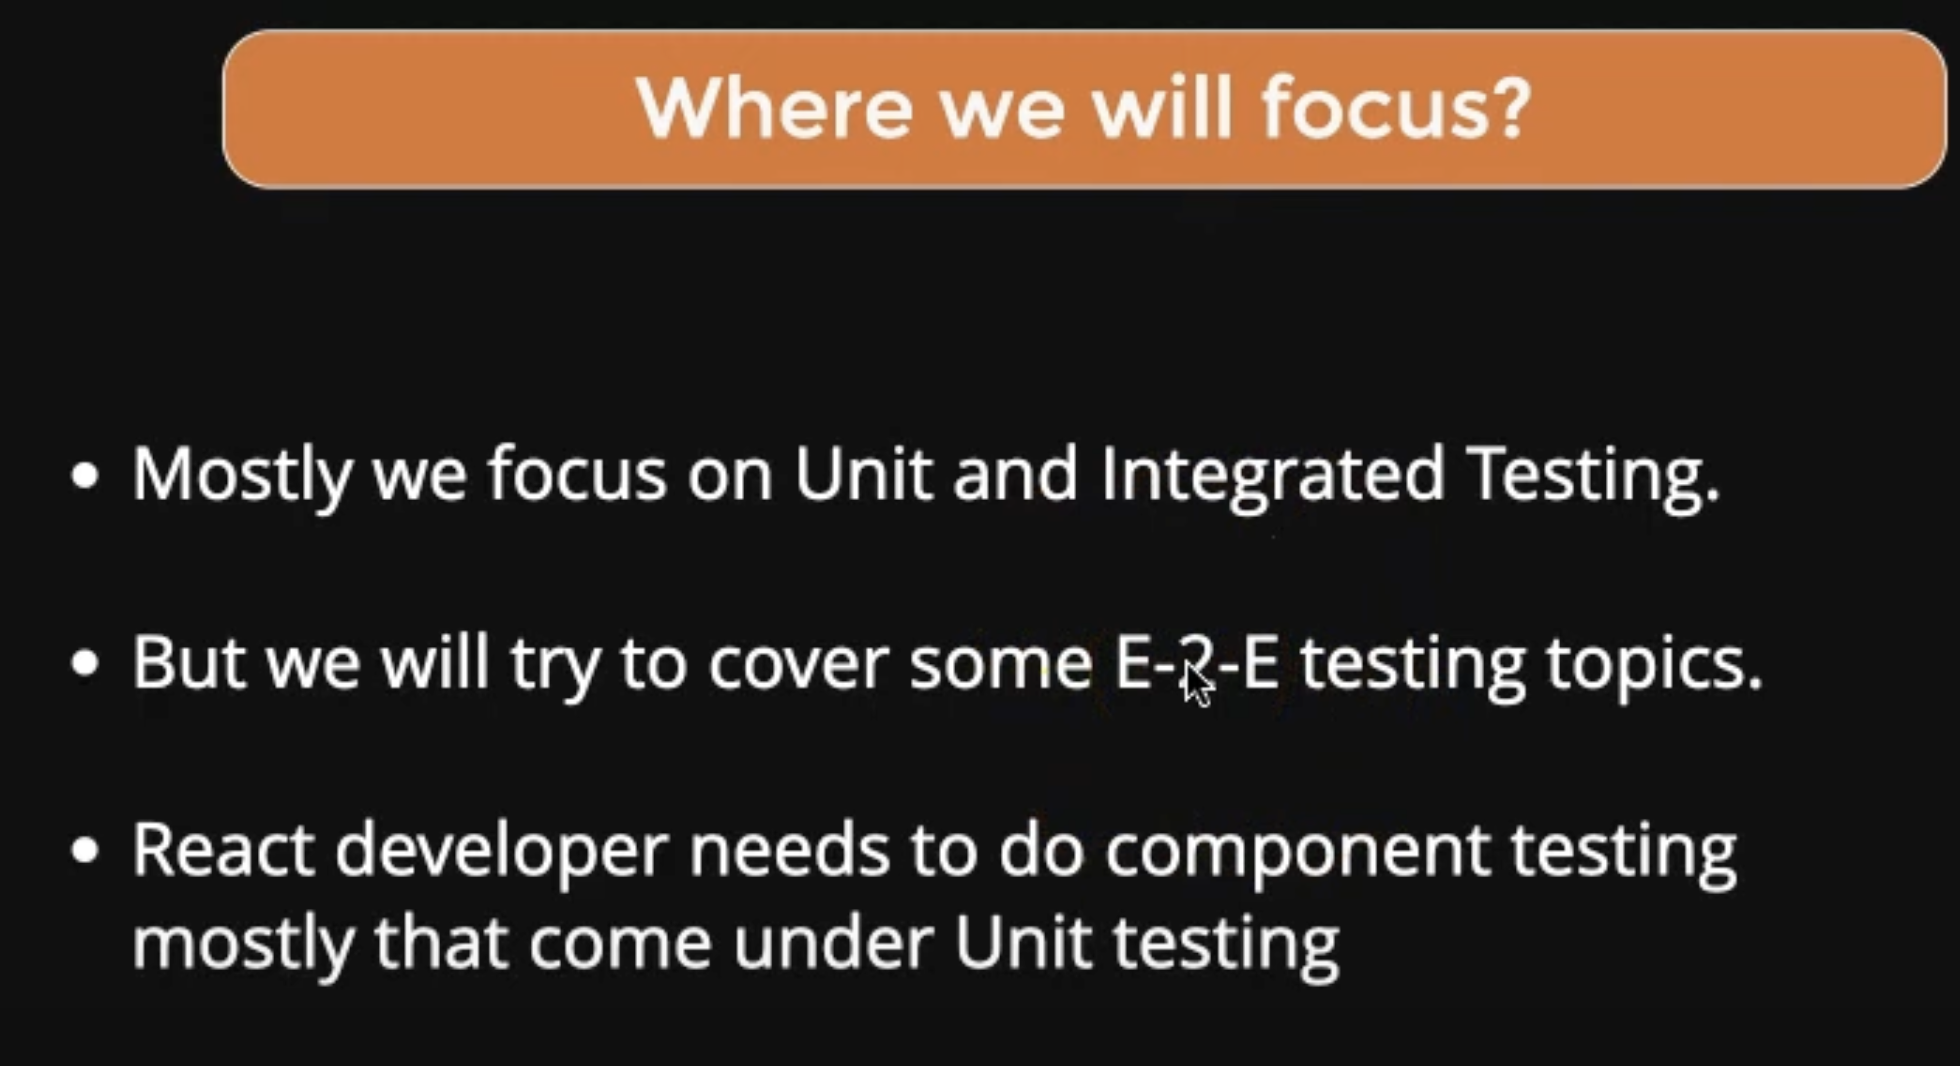 Where we will focus?
• Mostly we focus on Unit and Integrated Testing.
• But we will try to cover some E-2-E testing topics.
• React developer needs to do component testing
mostly that come under Unit testing